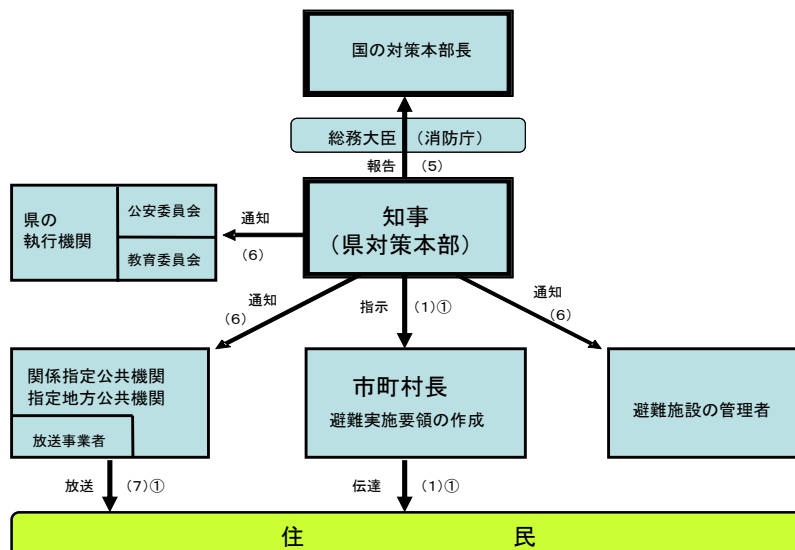 国の対策本部長
総務大臣 （消防庁）
報告 （5）
県の
執行機関
公安委員会
教育委員会
通知
（6）
知事
（県対策本部）
通知
（6）
指示 （1）①
通知
（6）
関係指定公共機関
指定地方公共機関
放送事業者
市町村長
避難実施要領の作成
避難施設の管理者
放送 （7）①
伝達 （1）①
住 民